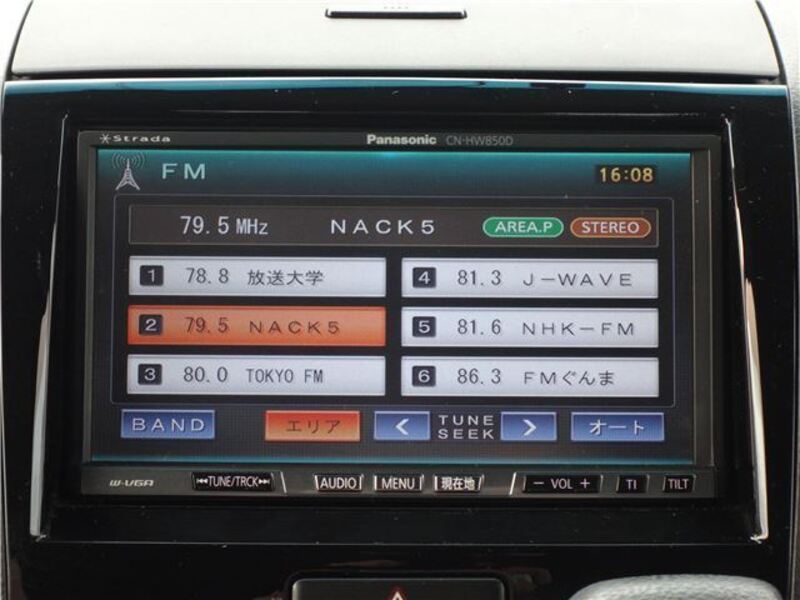 Strada Panasonic CN-HW850D
FM 16:08
79.5 MHz NACK5 AREA.P STEREO
1 78.8 放送大学
2 79.5 NACK5
3 80.0 TOKYO FM
4 81.3 J-WAVE
5 81.6 NHK-FM
6 86.3 FMぐんま
BAND エリア < TUNE SEEK > オート
W-VGA TUNE/TRCK AUDIO MENU 現在地 - VOL + TI TILT